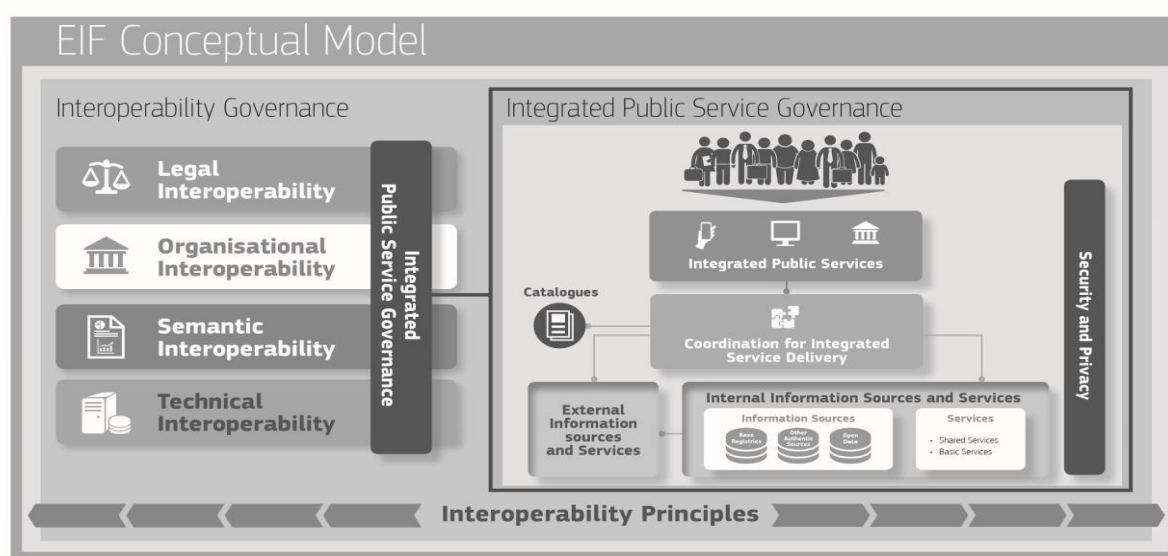 EIF Conceptual Model
Interoperability Governance
Legal
Interoperability
Organisational
Interoperability
Semantic
Interoperability
Technical
Interoperability
Integrated
Public Service Governance
Integrated Public Service Governance
Integrated Public Services
Catalogues
Coordination for Integrated
Service Delivery
External
Information
sources
and Services
Internal Information Sources and Services
Information Sources
Base
Registries
Other
Authentic
Sources
Open
Data
Services
• Shared Services
• Basic Services
Security and Privacy
Interoperability Principles